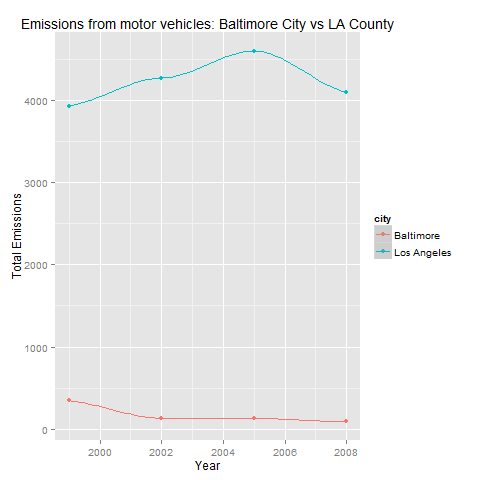 Emissions from motor vehicles: Baltimore City vs LA County
Total Emissions
4000
3000
2000
1000
0
2000 2002 2004 2006 2008
Year
city
Baltimore
Los Angeles